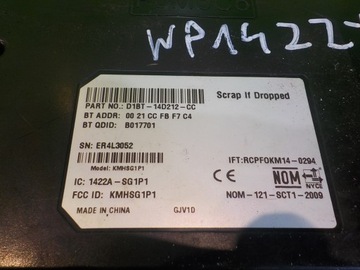 WP1422
Scrap If Dropped
PART NO.: D1BT-14D212-CC
BT ADDR: 00 21 CC FB F7 C4
BT QDID: B017701
SN: ER4L3052
Model: KMHSG1P1
IFT:RCPFOKM14-0294
IC: 1422A-SG1P1
FCC ID: KMHSG1P1
CE
NOM NYCE
NOM-121-SCT1-2009
MADE IN CHINA GJV1D